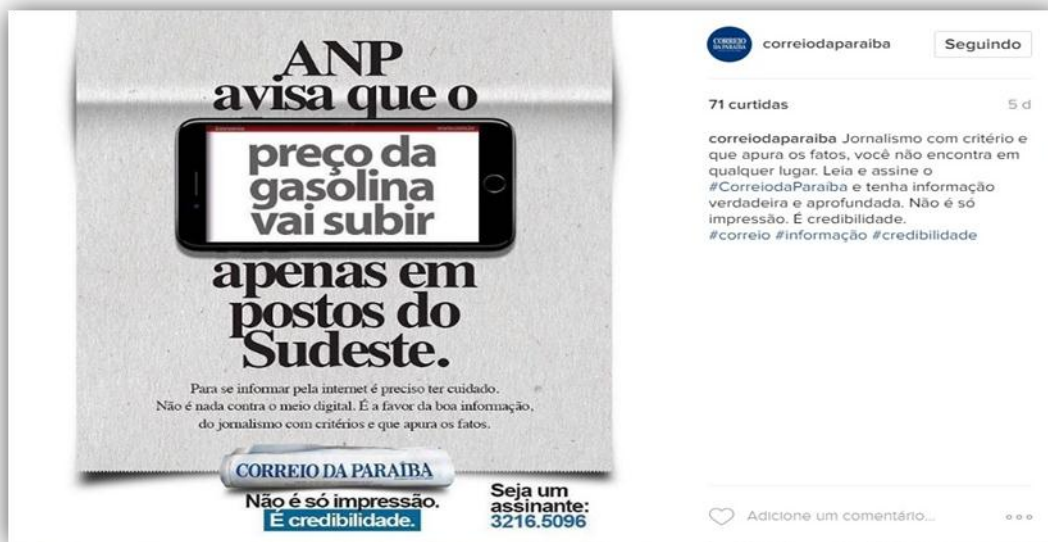 ANP
avisa que o
preço da
gasolina
vai subir
apenas em
postos do
Sudeste.
Para se informar pela internet é preciso ter cuidado.
Não é nada contra o meio digital. É a favor da boa informação,
do jornalismo com critérios e que apura os fatos.
CORREIO DA PARAÍBA
Não é só impressão.
É credibilidade.
Seja um
assinante:
3216.5096
CORREIO
DA PARAÍBA
correiodaparaiba
Seguindo
71 curtidas
5 d
correiodaparaiba Jornalismo com critério e
que apura os fatos, você não encontra em
qualquer lugar. Leia e assine o
#CorreiodaParaíba e tenha informação
verdadeira e aprofundada. Não é só
impressão. É credibilidade.
#correio #informação #credibilidade
Adicione um comentário...